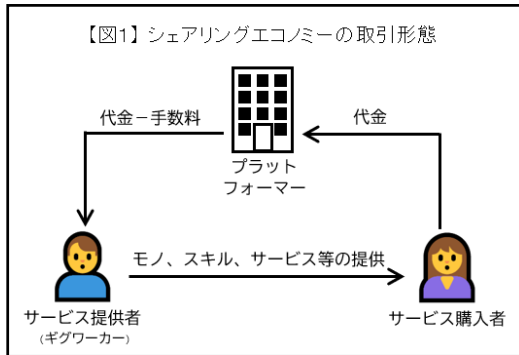 【図1】シェアリングエコノミーの取引形態
代金－手数料
代金
プラット
フォーマー
モノ、スキル、サービス等の提供
サービス提供者
(ギグワーカー)
サービス購入者